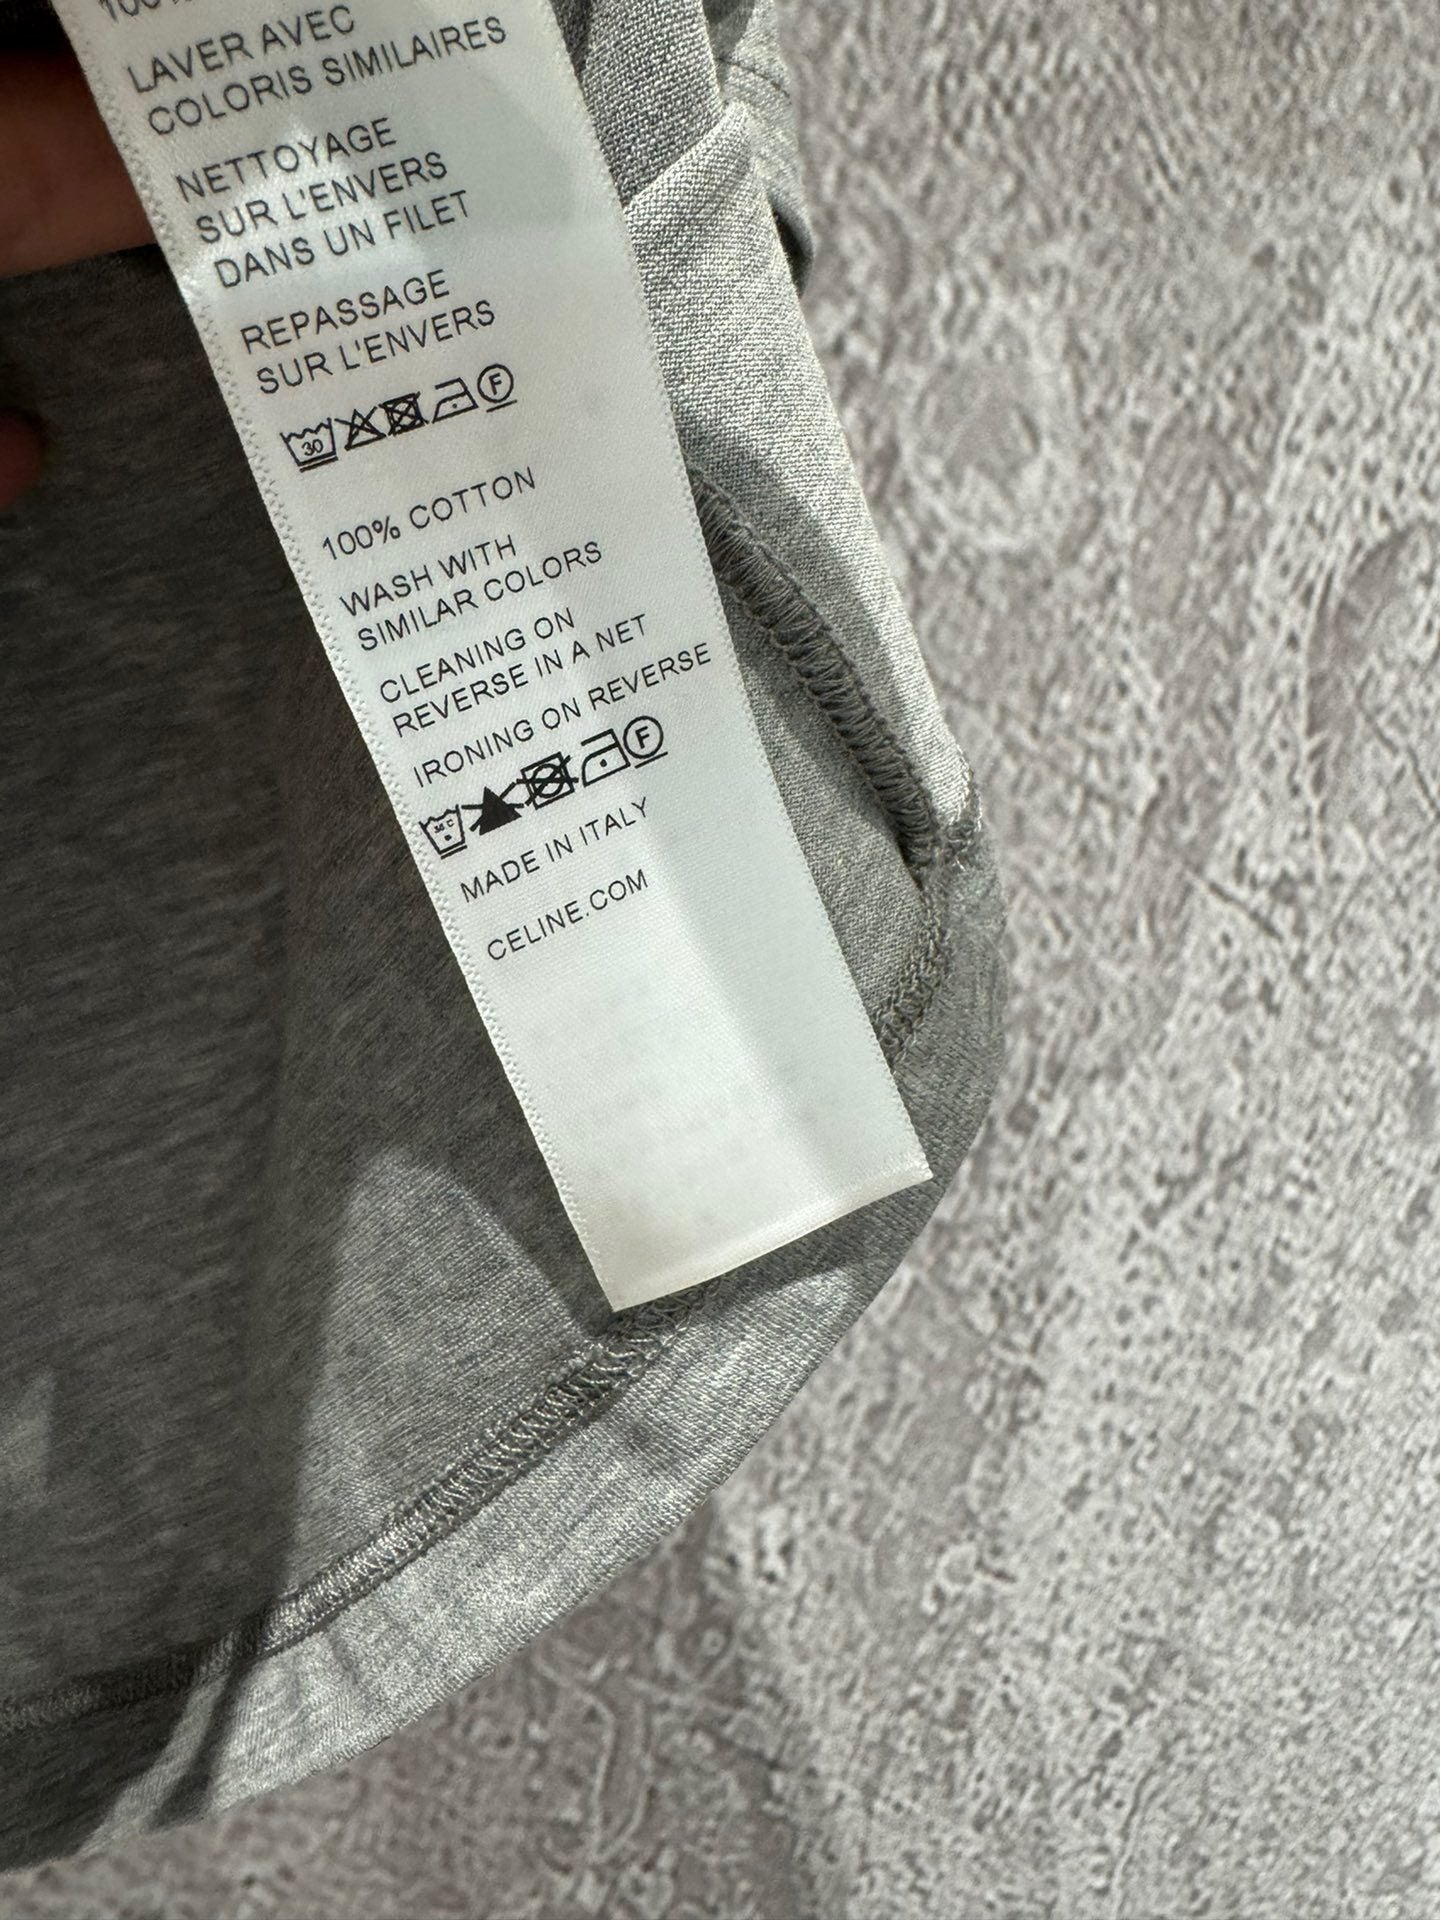 LAVER AVEC
COLORIS SIMILAIRES
NETTOYAGE
SUR L'ENVERS
DANS UN FILET
REPASSAGE
SUR L'ENVERS
30 F
100% COTTON
WASH WITH
SIMILAR COLORS
CLEANING ON
REVERSE IN A NET
IRONING ON REVERSE
F
MADE IN ITALY
CELINE.COM